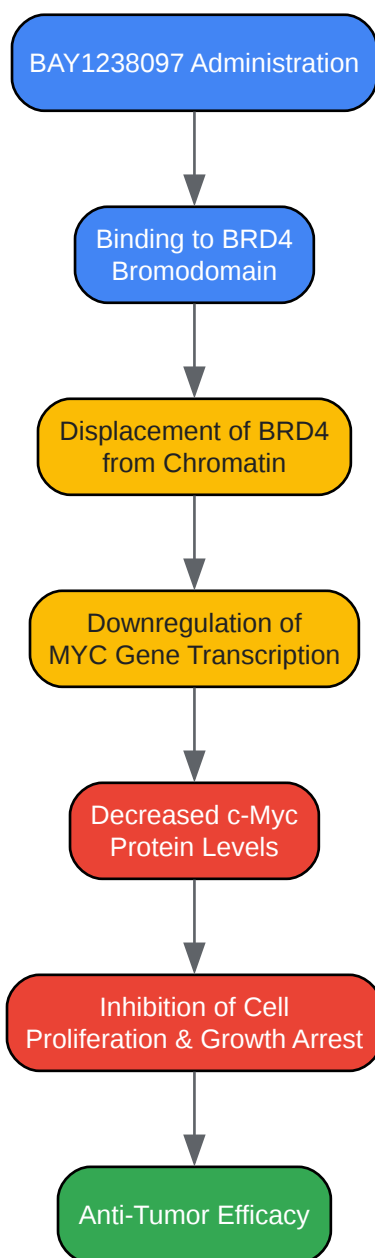 BAY1238097 Administration
Binding to BRD4
Bromodomain
Displacement of BRD4
from Chromatin
Downregulation of
MYC Gene Transcription
Decreased c-Myc
Protein Levels
Inhibition of Cell
Proliferation & Growth Arrest
Anti-Tumor Efficacy